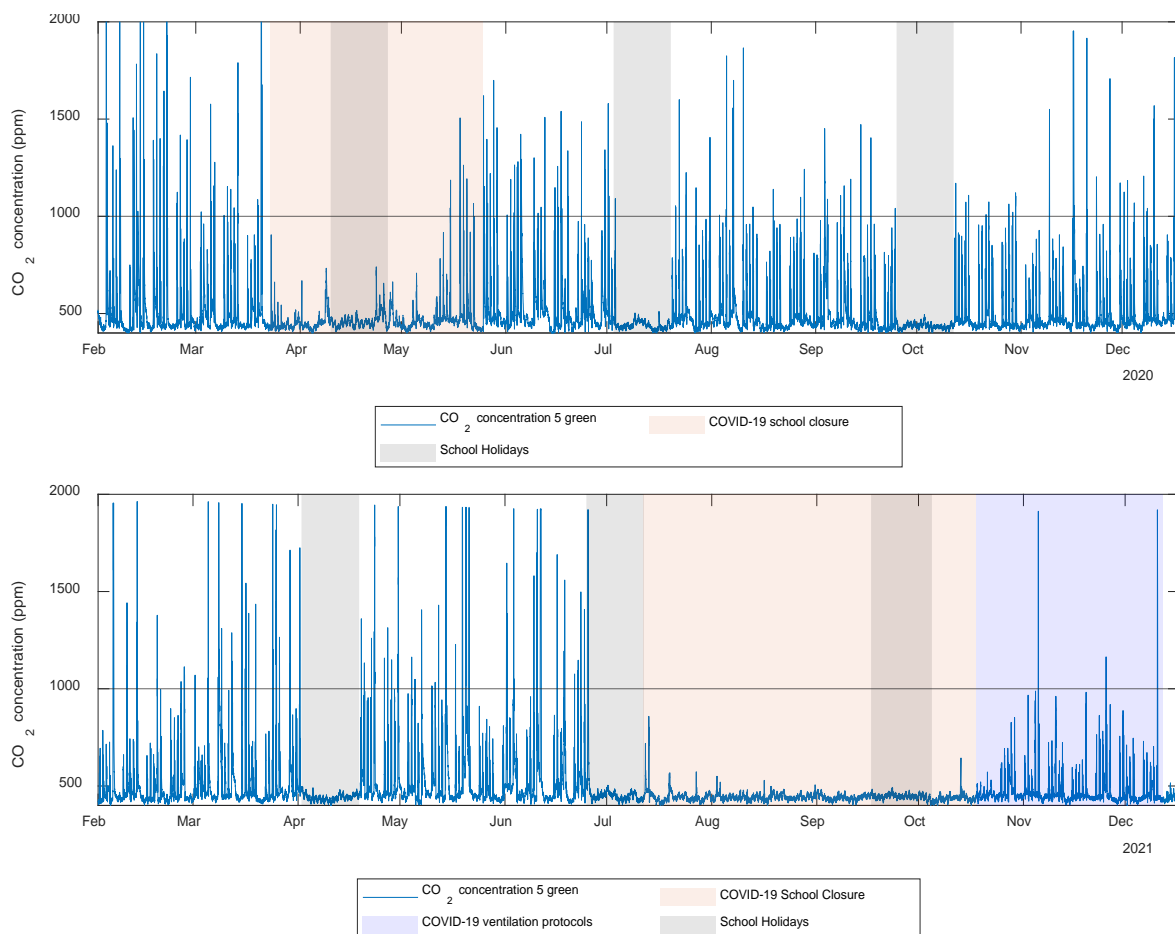 2000
1500
1000
500
CO 2 concentration (ppm)
Feb Mar Apr May Jun Jul Aug Sep Oct Nov Dec
2020
CO 2 concentration 5 green COVID-19 school closure
School Holidays
2000
1500
1000
500
CO 2 concentration (ppm)
Feb Mar Apr May Jun Jul Aug Sep Oct Nov Dec
2021
CO 2 concentration 5 green COVID-19 School Closure
COVID-19 ventilation protocols School Holidays